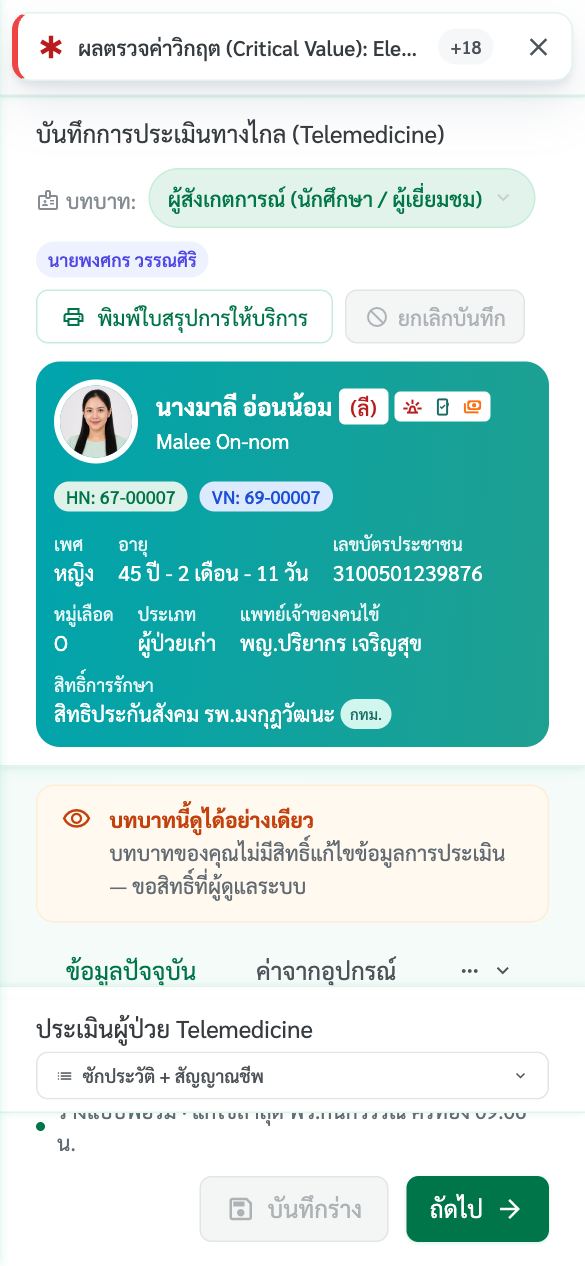 ผลตรวจค่าวิกฤต (Critical Value): Ele... +18
บันทึกการประเมินทางไกล (Telemedicine)
บทบาท: ผู้สังเกตการณ์ (นักศึกษา / ผู้เยี่ยมชม)
นายพงศกร วรรณศิริ
พิมพ์ใบสรุปการให้บริการ ยกเลิกบันทึก
นางมาลี อ่อนน้อม (ลี)
Malee On-nom
HN: 67-00007 VN: 69-00007
เพศ อายุ เลขบัตรประชาชน
หญิง 45 ปี - 2 เดือน - 11 วัน 3100501239876
หมู่เลือด ประเภท แพทย์เจ้าของคนไข้
O ผู้ป่วยเก่า พญ.ปริยากร เจริญสุข
สิทธิ์การรักษา
สิทธิประกันสังคม รพ.มงกุฎวัฒนะ กทม.
บทบาทนี้ดูได้อย่างเดียว
บทบาทของคุณไม่มีสิทธิ์แก้ไขข้อมูลการประเมิน
— ขอสิทธิ์ที่ผู้ดูแลระบบ
ข้อมูลปัจจุบัน ค่าจากอุปกรณ์ ...
ประเมินผู้ป่วย Telemedicine
ซักประวัติ + สัญญาณชีพ
น.
บันทึกร่าง ถัดไป